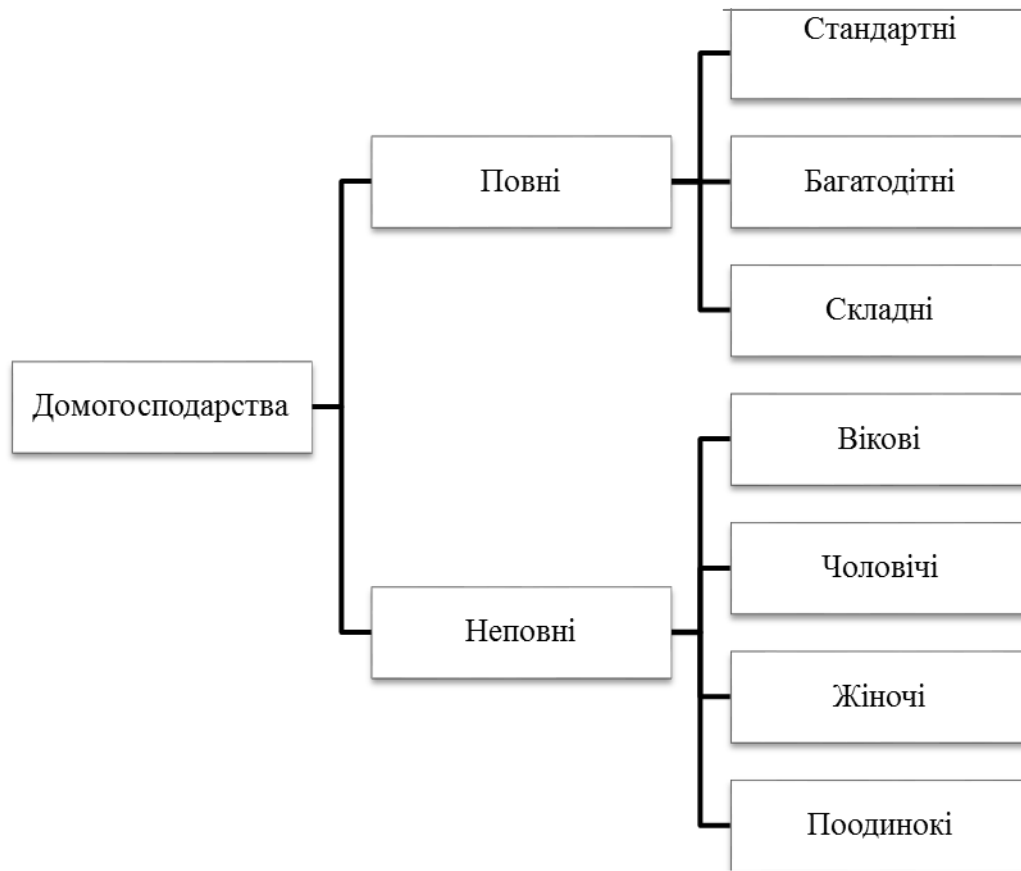 Стандартні
Повні
Багатодітні
Складні
Домогосподарства
Вікові
Чоловічі
Неповні
Жіночі
Поодинокі